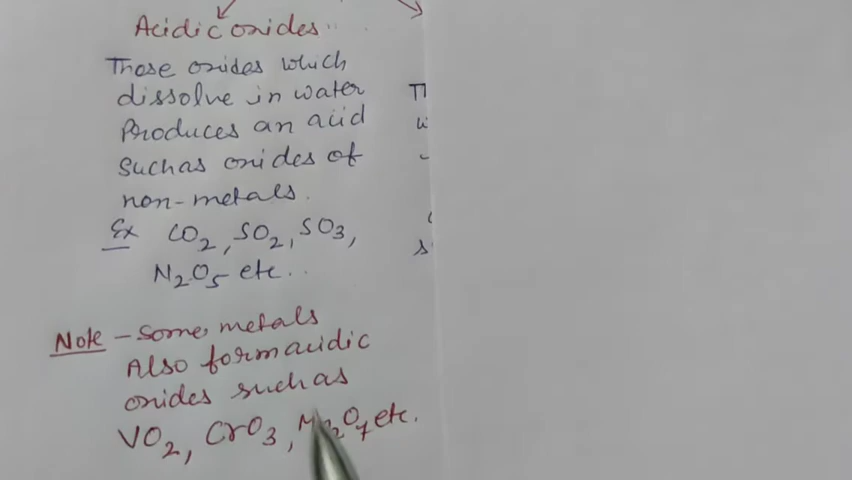 Acidic oxides..
Those oxides which
dissolve in water
Produces an acid
Such as oxides of
non-metals.
Ex CO2, SO2, SO3,
N2O5 etc..
Note - Some metals
Also form acidic
oxides such as
VO2, CrO3, etc.